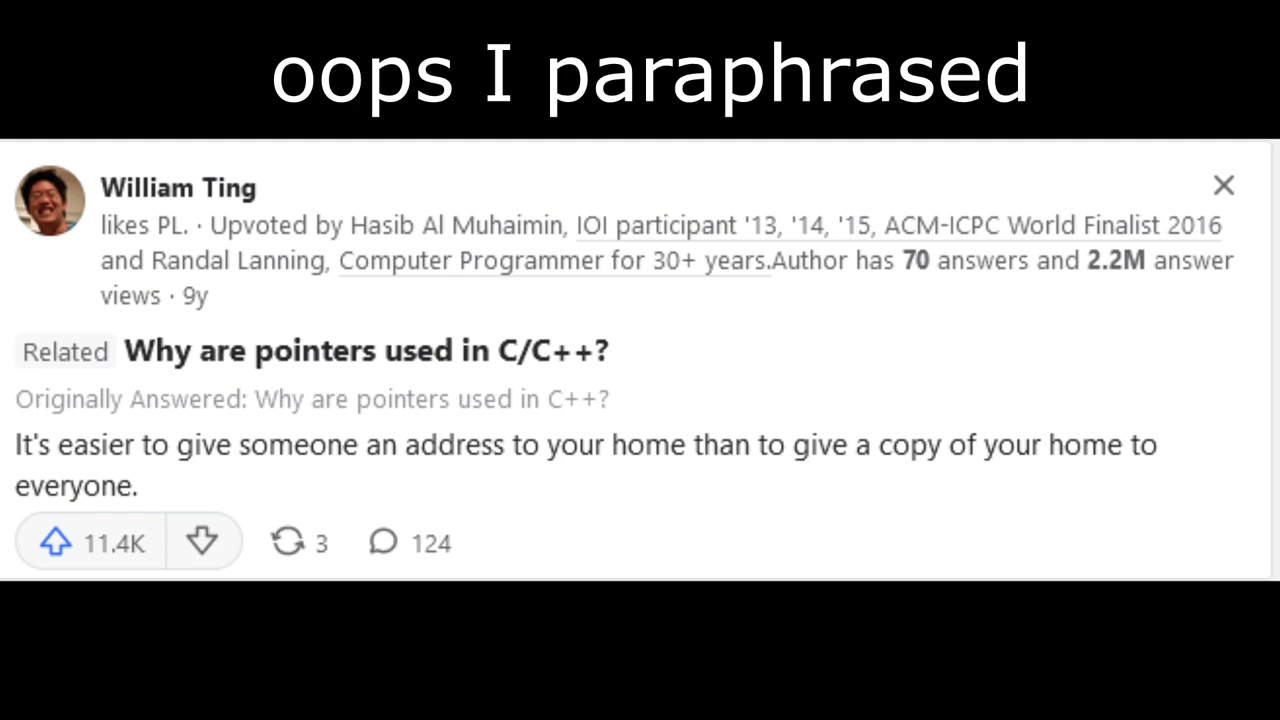 oops I paraphrased
William Ting
likes PL. · Upvoted by Hasib Al Muhaimin, IOI participant '13, '14, '15, ACM-ICPC World Finalist 2016
and Randal Lanning, Computer Programmer for 30+ years.Author has 70 answers and 2.2M answer
views · 9y
Related Why are pointers used in C/C++?
Originally Answered: Why are pointers used in C++?
It's easier to give someone an address to your home than to give a copy of your home to
everyone.
11.4K 3 124